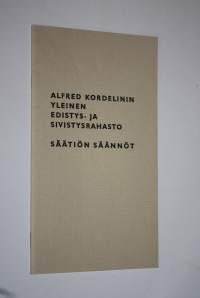 ALFRED KORDELININ
YLEINEN
EDISTYS- JA
SIVISTYSRAHASTO
SÄÄTIÖN SÄÄNNÖT